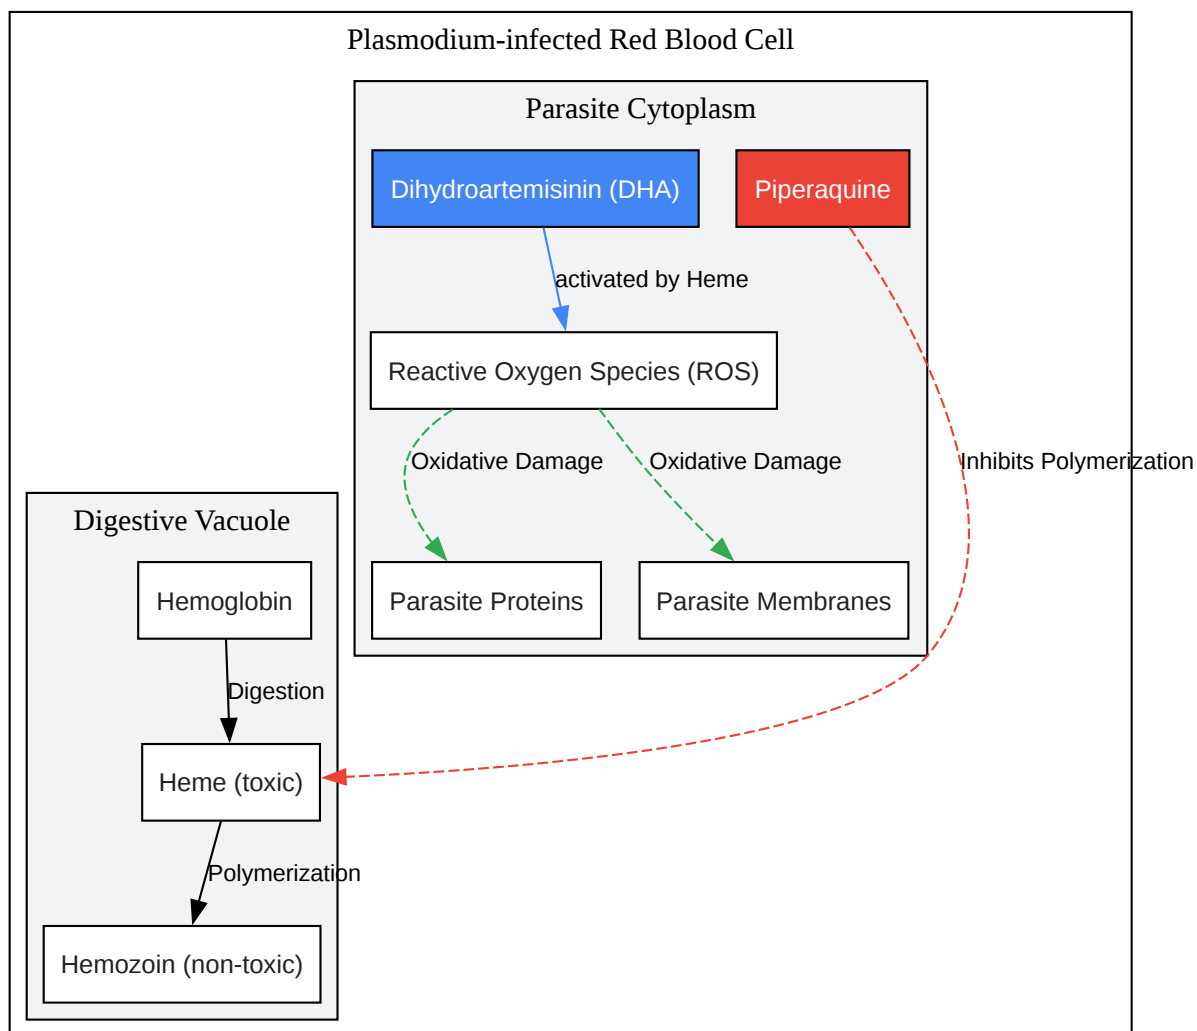 Plasmodium-infected Red Blood Cell
Parasite Cytoplasm
Dihydroartemisinin (DHA)
Piperaquine
activated by Heme
Reactive Oxygen Species (ROS)
Oxidative Damage
Oxidative Damage
Inhibits Polymerization
Parasite Proteins
Parasite Membranes
Digestive Vacuole
Hemoglobin
Digestion
Heme (toxic)
Polymerization
Hemozoin (non-toxic)